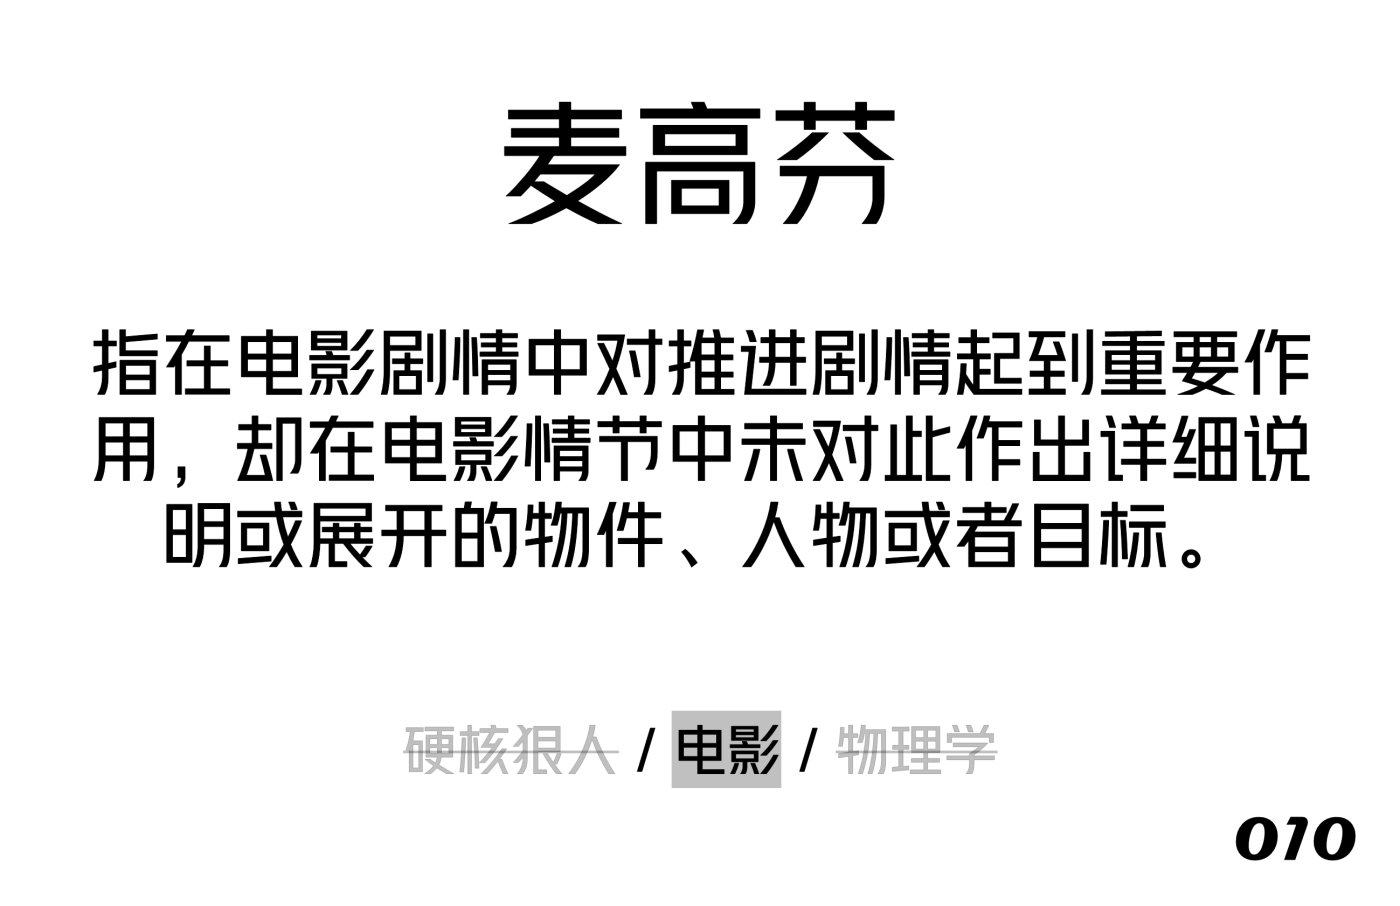 麦高芬
指在电影剧情中对推进剧情起到重要作
用，却在电影情节中未对此作出详细说
明或展开的物件、人物或者目标。
硬核狠人 / 电影 / 物理学
010